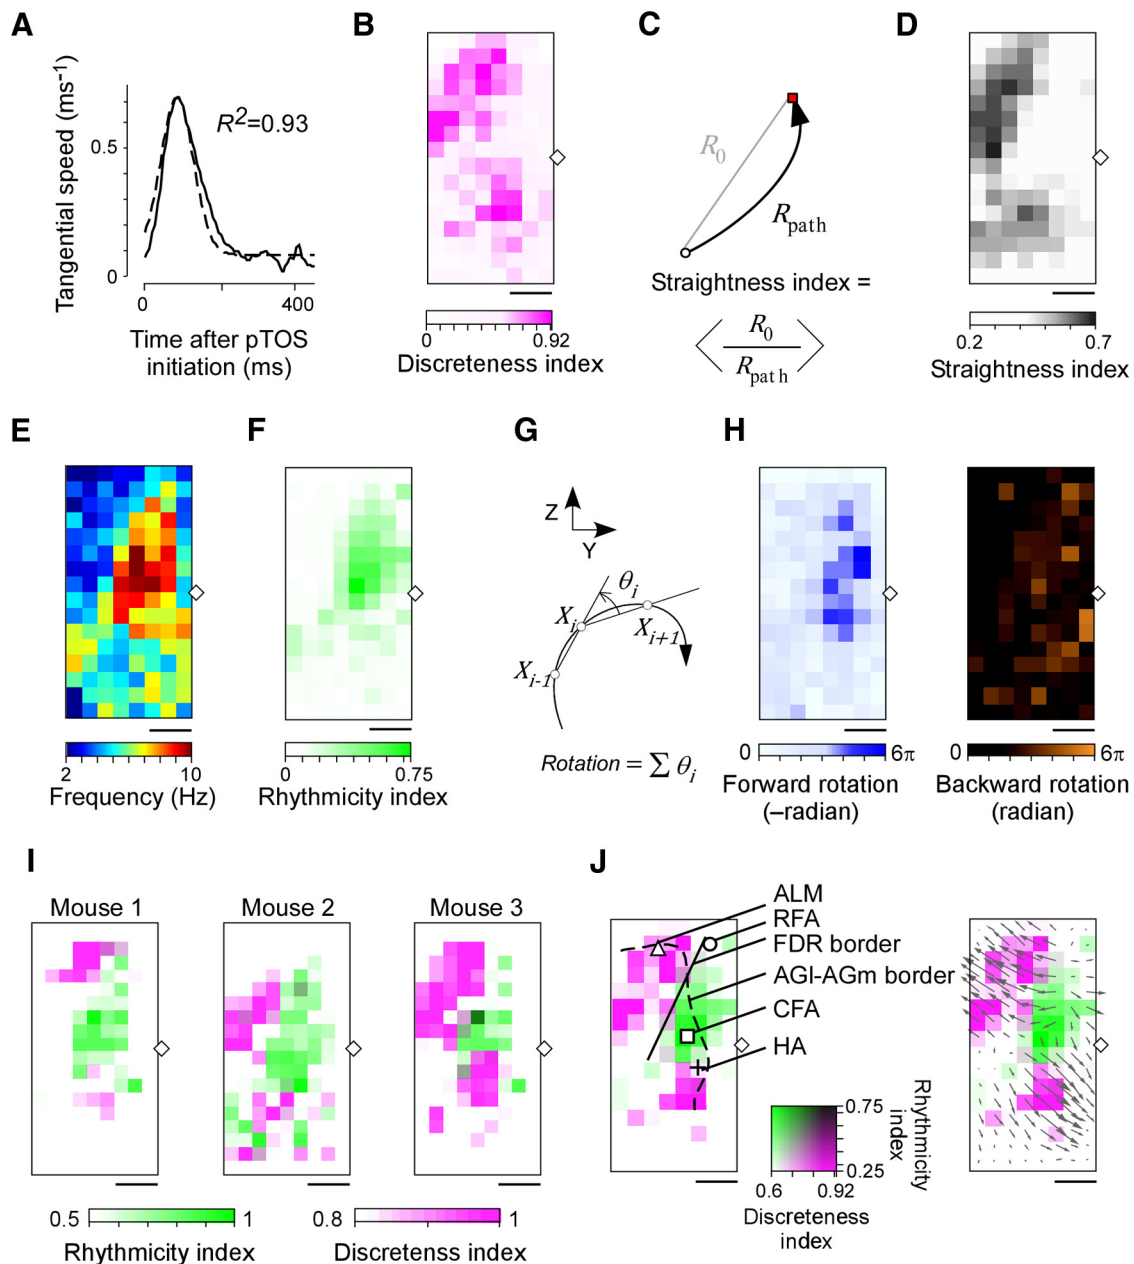 A
Tangential speed (ms-1)
0.5
0
R2=0.93
0
400
Time after pTOS
initiation (ms)
B
0
0.92
Discreteness index
C
R0
Rpath
Straightness index =
R0
Rpath
D
0.2
0.7
Straightness index
E
2
10
Frequency (Hz)
F
0
0.75
Rhythmicity index
G
Z
Y
θi
Xi
Xi+1
Xi-1
Rotation = Σ θi
H
0
6π
Forward rotation
(–radian)
0
6π
Backward rotation
(radian)
I
Mouse 1
Mouse 2
Mouse 3
0.5
1
Rhythmicity index
0.8
1
Discretenss index
J
ALM
RFA
FDR border
AGl-AGm border
CFA
HA
0.75
0.25
Rhythmicity
index
0.6
0.92
Discreteness
index